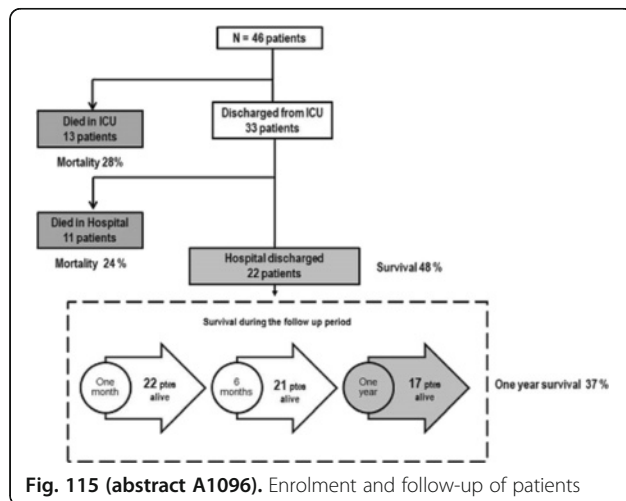 N = 46 patients
Died in ICU
13 patients
Discharged from ICU
33 patients
Mortality 28%
Died in Hospital
11 patients
Mortality 24 %
Hospital discharged
22 patients
Survival 48 %
Survival during the follow up period
One
month
22 ptes
alive
6
months
21 ptes
alive
One
year
17 ptes
alive
One year survival 37 %
Fig. 115 (abstract A1096). Enrolment and follow-up of patients